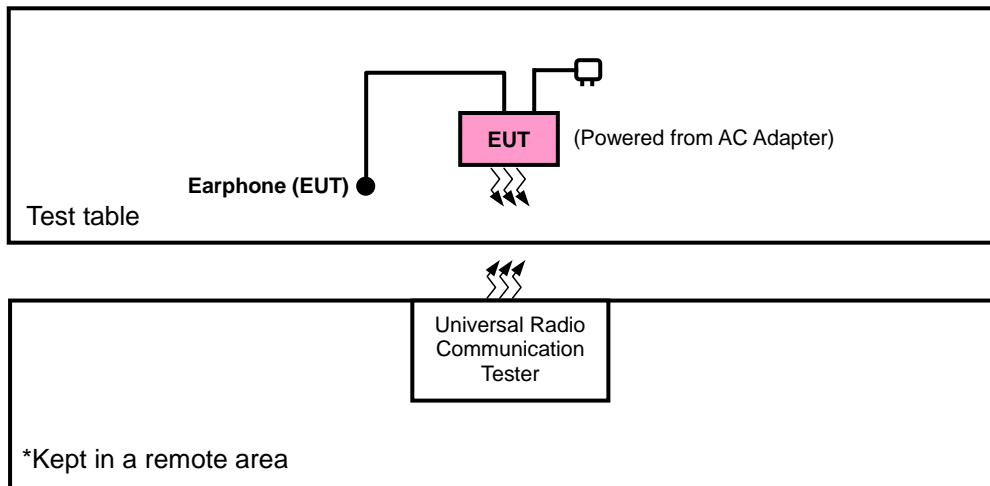 EUT
(Powered from AC Adapter)
Earphone (EUT)
Test table
Universal Radio
Communication
Tester
*Kept in a remote area